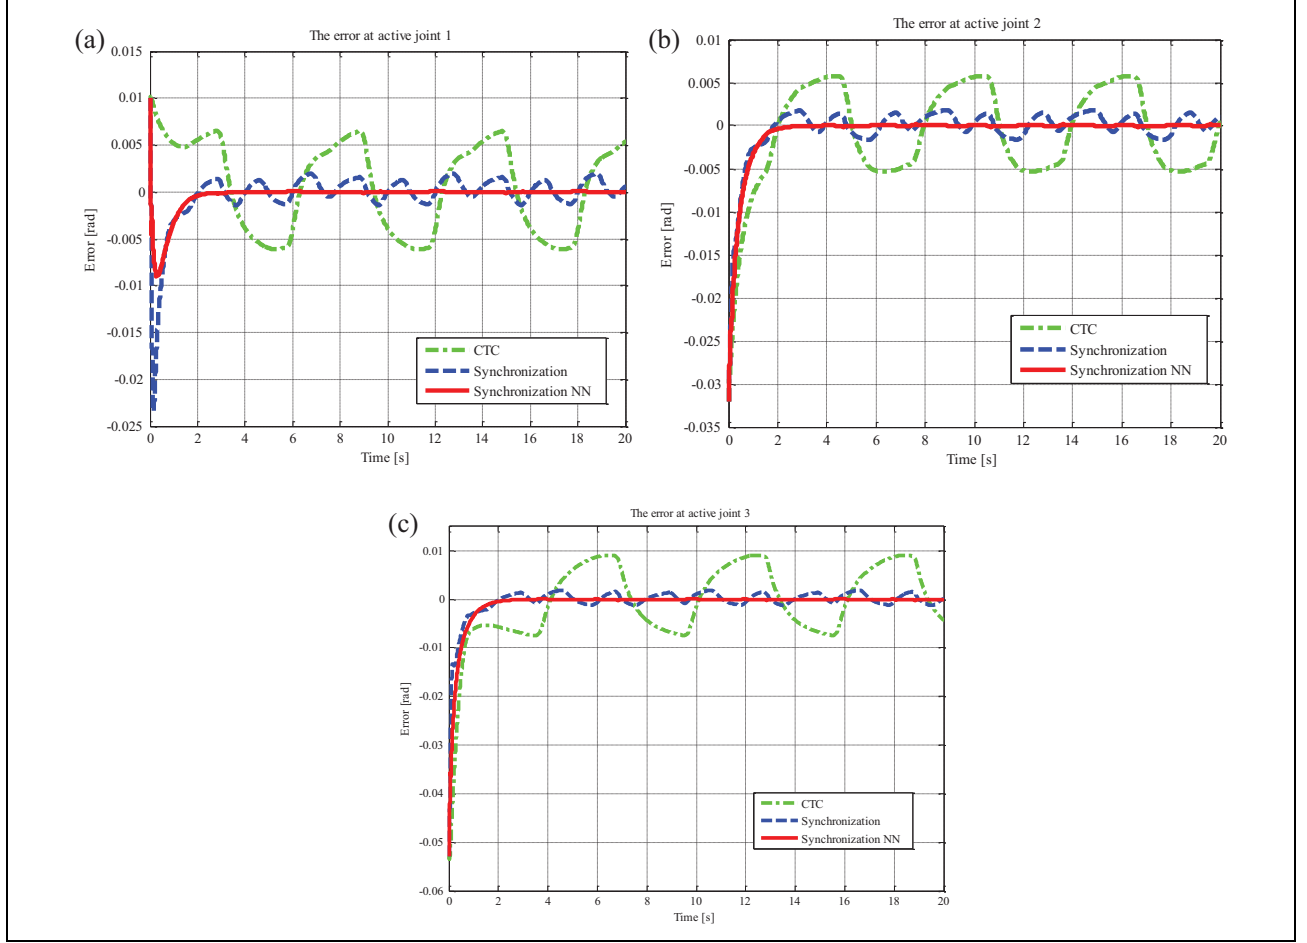 (a)
The error at active joint 1
0.015
0.01
0.005
0
-0.005
-0.01
-0.015
-0.02
-0.025
Error [rad]
0 2 4 6 8 10 12 14 16 18 20
Time [s]
CTC
Synchronization
Synchronization NN
(b)
The error at active joint 2
0.01
0.005
0
-0.005
-0.01
-0.015
-0.02
-0.025
-0.03
-0.035
Error [rad]
0 2 4 6 8 10 12 14 16 18 20
Time [s]
CTC
Synchronization
Synchronization NN
(c)
The error at active joint 3
0.01
0
-0.01
-0.02
-0.03
-0.04
-0.05
-0.06
Error [rad]
0 2 4 6 8 10 12 14 16 18 20
Time [s]
CTC
Synchronization
Synchronization NN